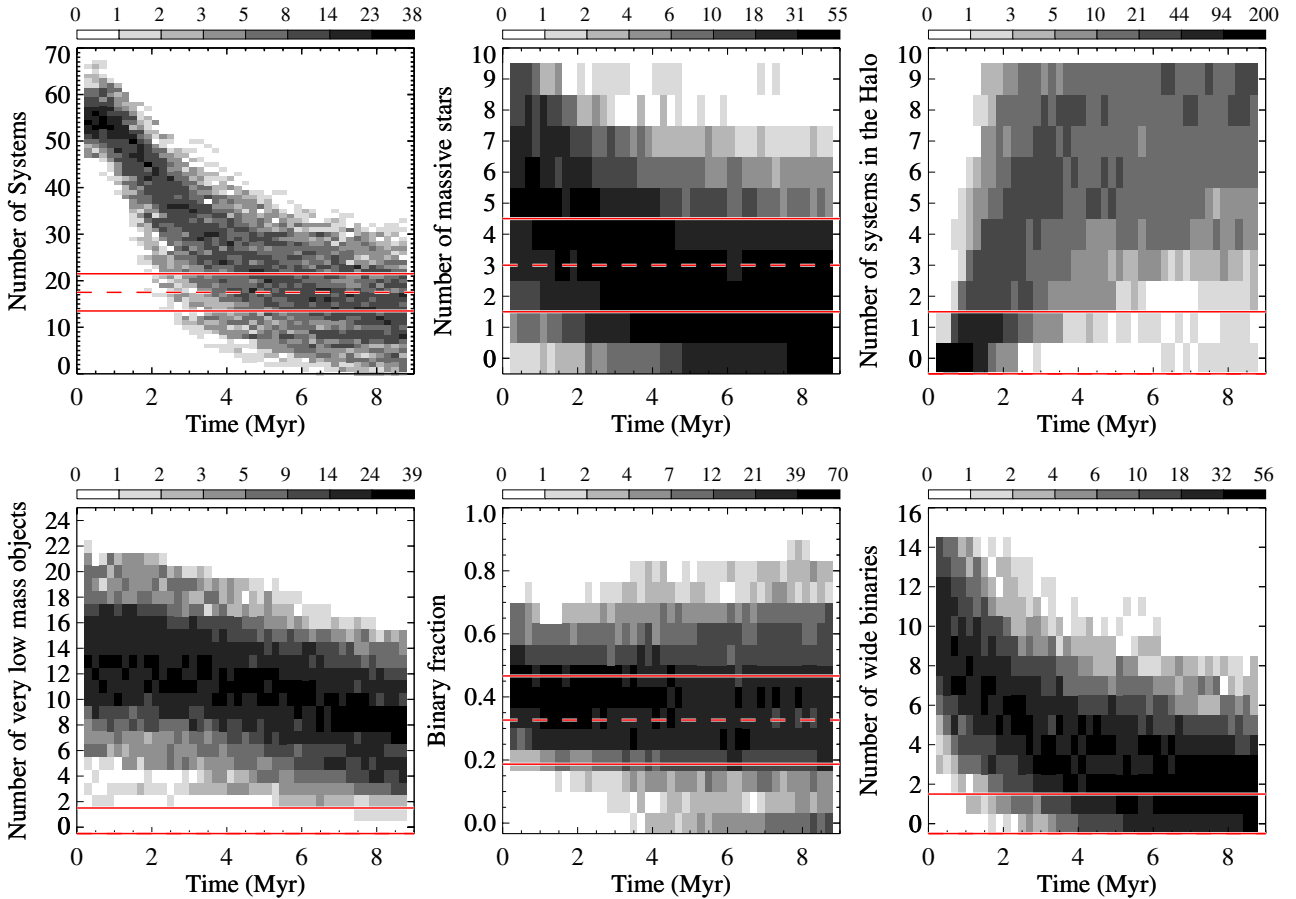 0 1 2 3 5 8 14 23 38
70
60
50
40
30
20
10
0
Number of Systems
0 2 4 6 8
Time (Myr)
0 1 2 4 6 10 18 31 55
10
9
8
7
6
5
4
3
2
1
0
Number of massive stars
0 2 4 6 8
Time (Myr)
0 1 3 5 10 21 44 94 200
10
9
8
7
6
5
4
3
2
1
0
Number of systems in the Halo
0 2 4 6 8
Time (Myr)
0 1 2 3 5 9 14 24 39
24
22
20
18
16
14
12
10
8
6
4
2
0
Number of very low mass objects
0 2 4 6 8
Time (Myr)
0 1 2 4 7 12 21 39 70
1.0
0.8
0.6
0.4
0.2
0.0
Binary fraction
0 2 4 6 8
Time (Myr)
0 1 2 4 6 10 18 32 56
16
14
12
10
8
6
4
2
0
Number of wide binaries
0 2 4 6 8
Time (Myr)